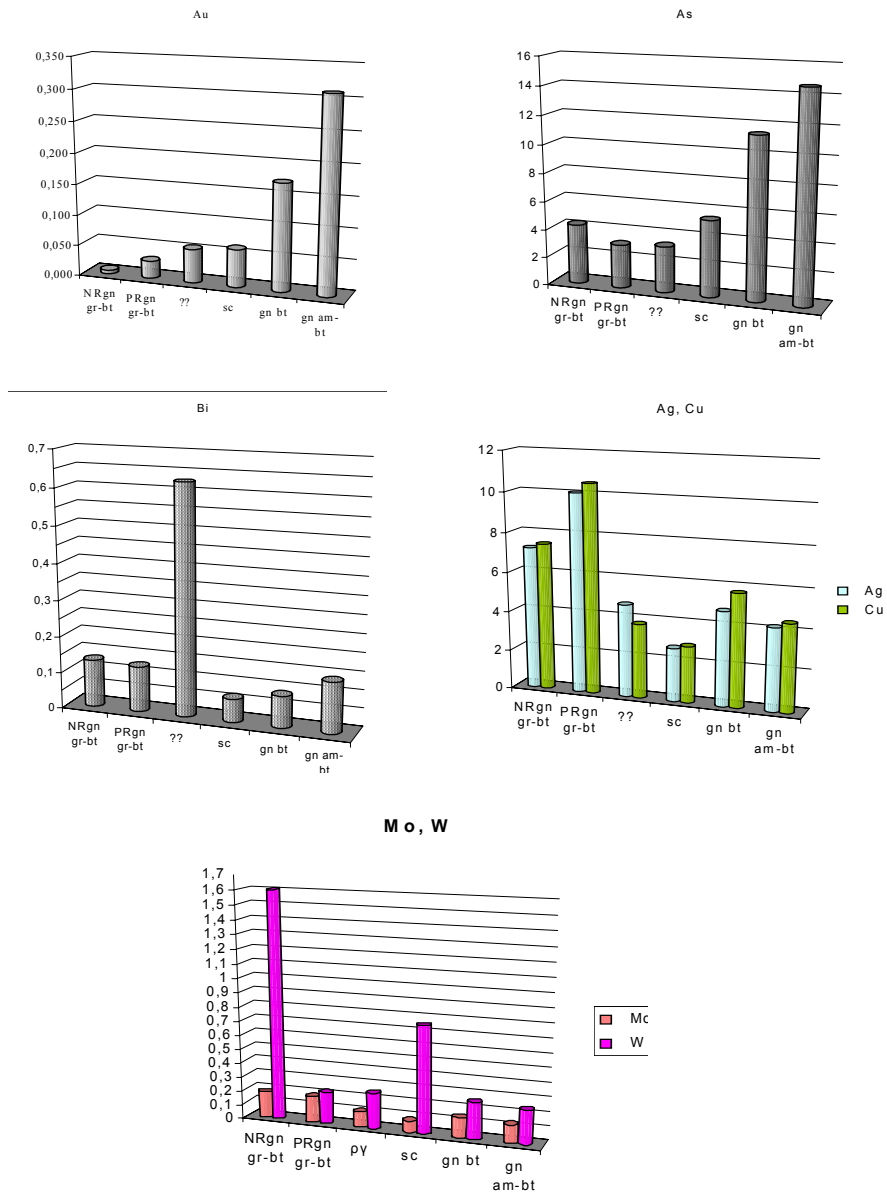 Au
0,350
0,300
0,250
0,200
0,150
0,100
0,050
0,000
NRgn
gr-bt
PRgn
gr-bt
??
sc
gn bt
gn am-
bt
As
16
14
12
10
8
6
4
2
0
NRgn
gr-bt
PRgn
gr-bt
??
sc
gn bt
gn
am-bt
Bi
0,7
0,6
0,5
0,4
0,3
0,2
0,1
0
NRgn
gr-bt
PRgn
gr-bt
??
sc
gn bt
gn am-
bt
Ag, Cu
12
10
8
6
4
2
0
NRgn
gr-bt
PRgn
gr-bt
??
sc
gn bt
gn
am-bt
Ag
Cu
Mo, W
1,7
1,6
1,5
1,4
1,3
1,2
1,1
1
0,9
0,8
0,7
0,6
0,5
0,4
0,3
0,2
0,1
0
NRgn
gr-bt
PRgn
gr-bt
ργ
sc
gn bt
gn
am-bt
Mo
W